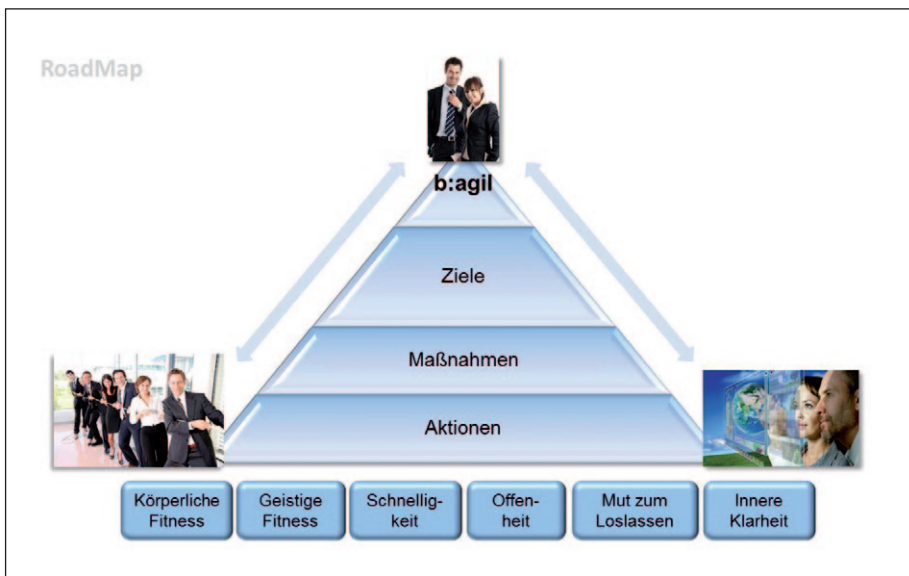 RoadMap
b:agil
Ziele
Maßnahmen
Aktionen
Körperliche
Fitness
Geistige
Fitness
Schnellig-
keit
Offen-
heit
Mut zum
Loslassen
Innere
Klarheit